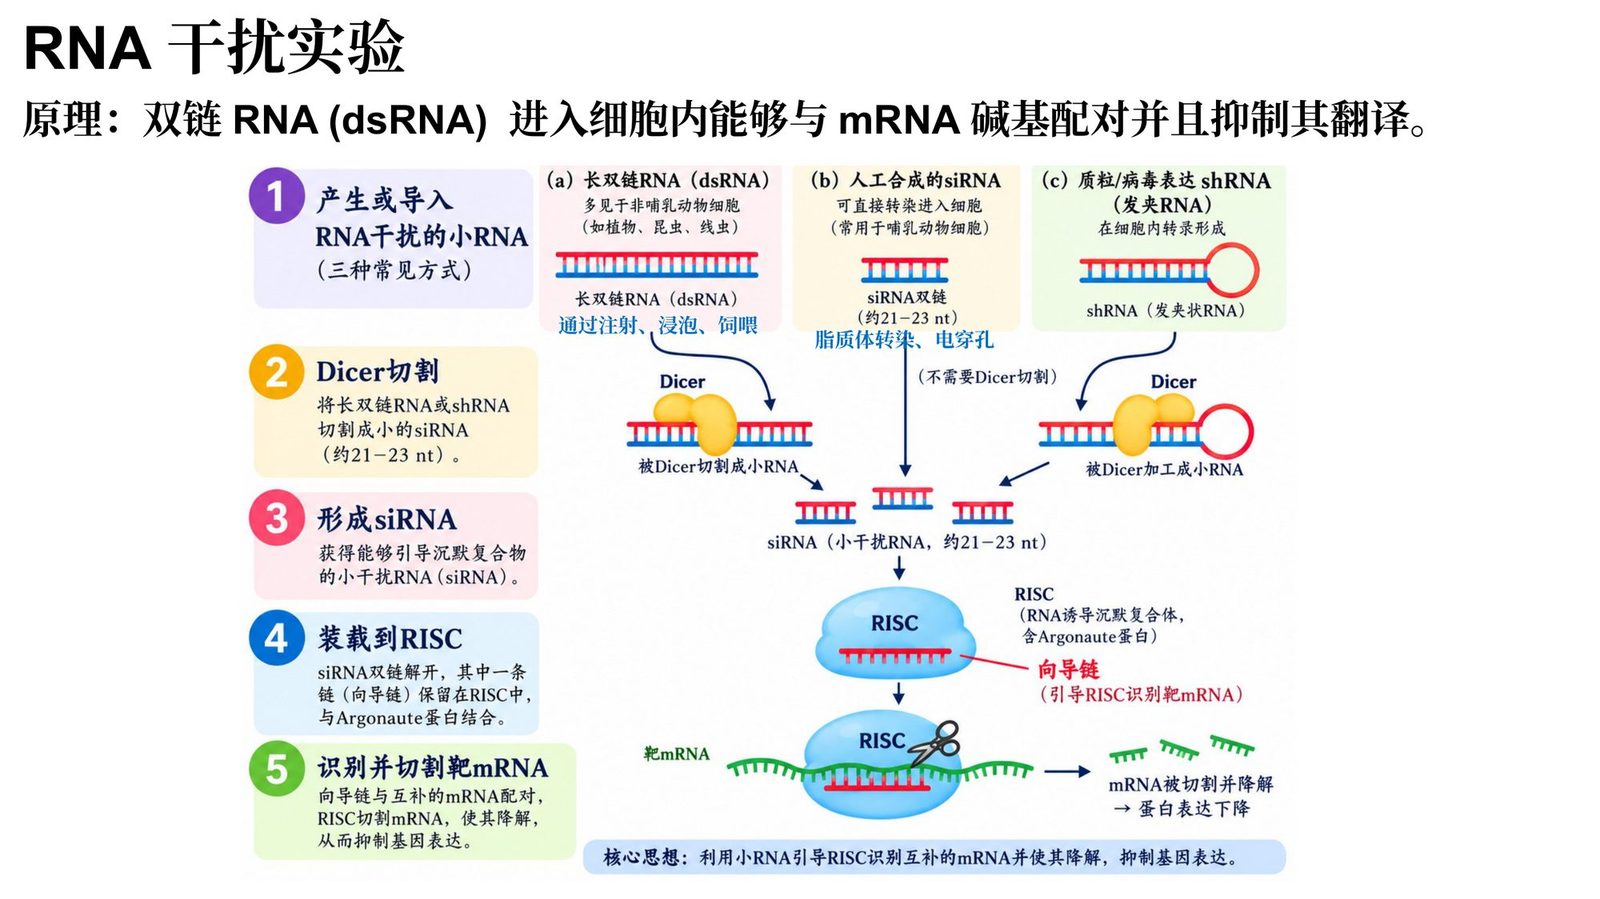 RNA 干扰实验
原理：双链 RNA (dsRNA) 进入细胞内能够与 mRNA 碱基配对并且抑制其翻译。
1
产生或导入
RNA干扰的小RNA
（三种常见方式）
（a）长双链RNA（dsRNA）
多见于非哺乳动物细胞
（如植物、昆虫、线虫）
长双链RNA（dsRNA）
通过注射、浸泡、饲喂
（b）人工合成的siRNA
可直接转染进入细胞
（常用于哺乳动物细胞）
siRNA双链
（约21−23 nt）
脂质体转染、电穿孔
（c）质粒/病毒表达 shRNA
（发夹RNA）
在细胞内转录形成
shRNA（发夹状RNA）
2
Dicer切割
将长双链RNA或shRNA
切割成小的siRNA
（约21−23 nt）。
Dicer
被Dicer切割成小RNA
（不需要Dicer切割）
Dicer
被Dicer加工成小RNA
3
形成siRNA
获得能够引导沉默复合物
的小干扰RNA（siRNA）。
siRNA（小干扰RNA，约21−23 nt）
4
装载到RISC
siRNA双链解开，其中一条
链（向导链）保留在RISC中，
与Argonaute蛋白结合。
RISC
RISC
（RNA诱导沉默复合体，
含Argonaute蛋白）
向导链
（引导RISC识别靶mRNA）
5
识别并切割靶mRNA
向导链与互补的mRNA配对，
RISC切割mRNA，使其降解，
从而抑制基因表达。
靶mRNA
RISC
mRNA被切割并降解
→ 蛋白表达下降
核心思想：利用小RNA引导RISC识别互补的mRNA并使其降解，抑制基因表达。